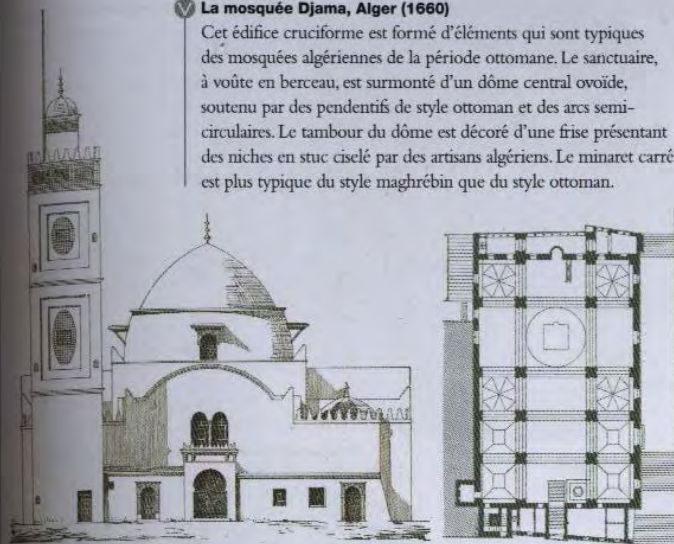 V La mosquée Djama, Alger (1660)
Cet édifice cruciforme est formé d'éléments qui sont typiques
des mosquées algériennes de la période ottomane. Le sanctuaire,
à voûte en berceau, est surmonté d'un dôme central ovoïde,
soutenu par des pendentifs de style ottoman et des arcs semi-
circulaires. Le tambour du dôme est décoré d'une frise présentant
des niches en stuc ciselé par des artisans algériens. Le minaret carré
est plus typique du style maghrébin que du style ottoman.